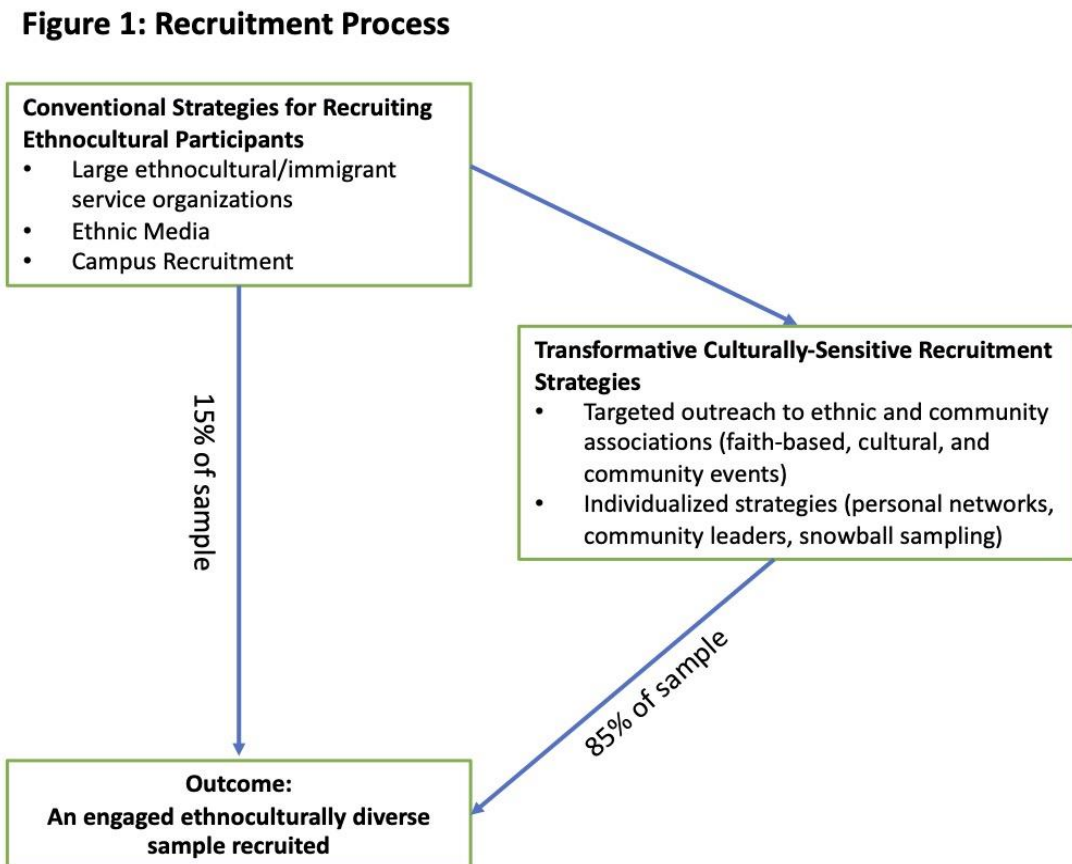 Figure 1: Recruitment Process
Conventional Strategies for Recruiting
Ethnocultural Participants
• Large ethnocultural/immigrant
service organizations
• Ethnic Media
• Campus Recruitment
Transformative Culturally-Sensitive Recruitment
Strategies
• Targeted outreach to ethnic and community
associations (faith-based, cultural, and
community events)
• Individualized strategies (personal networks,
community leaders, snowball sampling)
15% of sample
85% of sample
Outcome:
An engaged ethnoculturally diverse
sample recruited